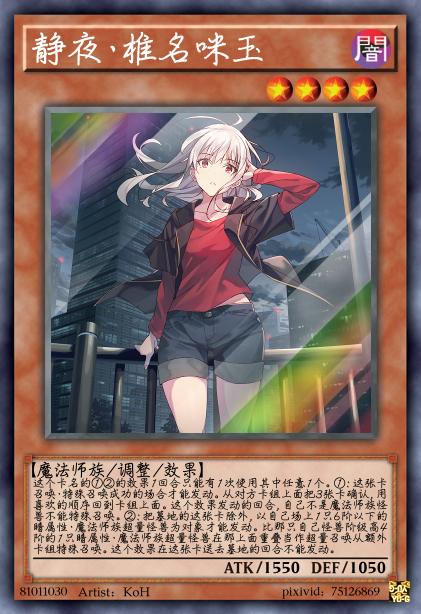 静夜·椎名咪玉
闇
【魔法师族/调整/效果】
这个卡名的①②的效果1回合只能有1次使用其中任意1个。①：这张卡
召唤·特殊召唤成功的场合才能发动。从对方卡组上面把3张卡确认，用
喜欢的顺序回到卡组上面。这个效果发动的回合，自己不是魔法师族怪
兽不能特殊召唤。②：把墓地的这张卡除外，以自己场上1只6阶以下的
暗属性·魔法师族超量怪兽为对象才能发动。比那只自己怪兽阶级高4
阶的1只暗属性·魔法师族超量怪兽在那上面重叠当作超量召唤从额外
卡组特殊召唤。这个效果在这张卡送去墓地的回合不能发动。
ATK/1550 DEF/1050
81011030 Artist：KoH pixivid：75126869